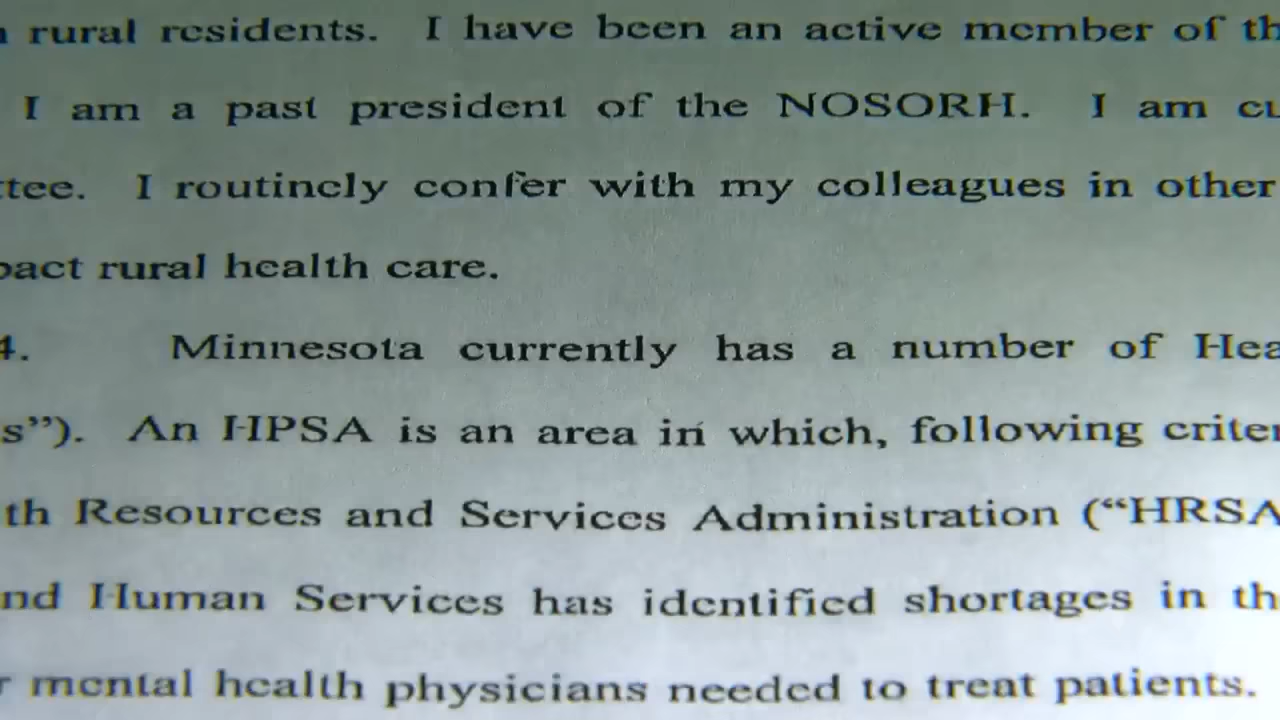 rural residents. I have been an active member of th
I am a past president of the NOSORH. I am cu
ttee. I routinely confer with my colleagues in other
pact rural health care.
4. Minnesota currently has a number of Hea
s”). An HPSA is an area in which, following criter
th Resources and Services Administration (“HRSA
nd Human Services has identified shortages in th
r mental health physicians needed to treat patients.